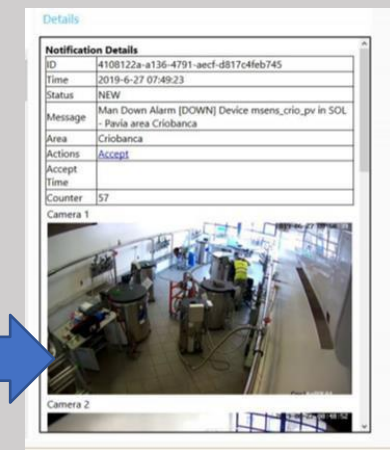 Details
Notification Details
ID 4108122a-a136-4791-aecf-d817c4feb745
Time 2019-6-27 07:49:23
Status NEW
Message Man Down Alarm [DOWN] Device msens_crio_pv in SOL
- Pavia area Criobanca
Area Criobanca
Actions Accept
Accept
Time
Counter 57
Camera 1
Camera 2